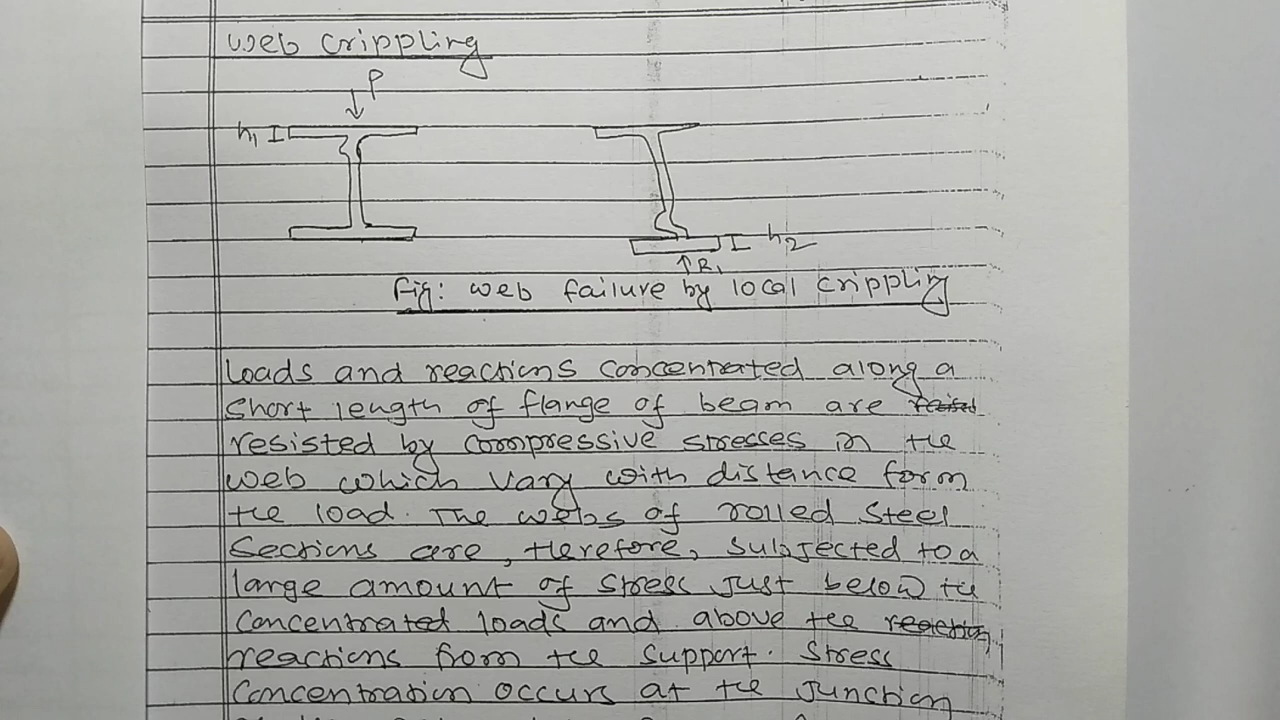 Web crippling
P
h1
h2
R1
Fig: web failure by local crippling
Loads and reactions concentrated along a
short length of flange of beam are
resisted by compressive stresses in the
web which vary with distance form
the load. The webs of rolled steel
sections are, therefore, subjected to a
large amount of stress just below the
concentrated loads and above the
reactions from the support. Stress
concentration occurs at the junction